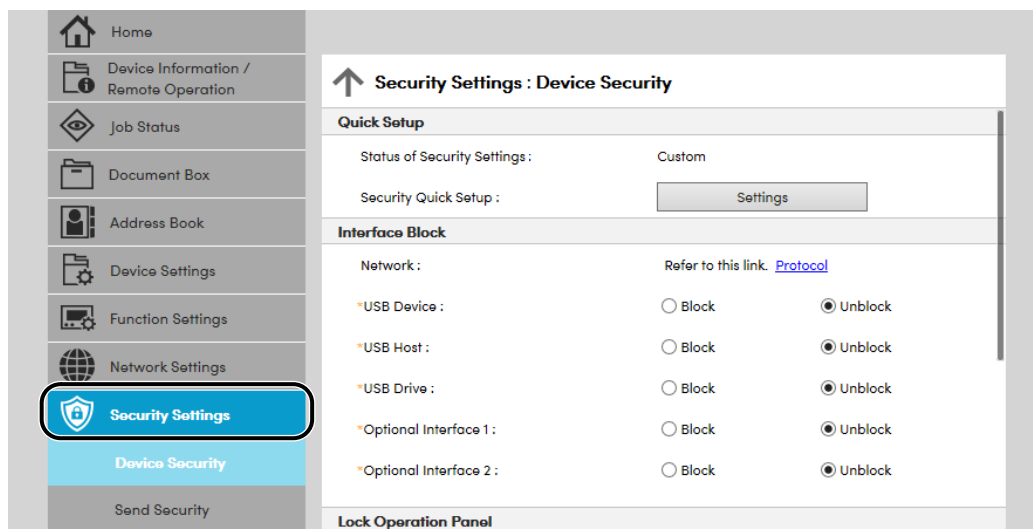 Home
Device Information /
Remote Operation
Job Status
Document Box
Address Book
Device Settings
Function Settings
Network Settings
Security Settings
Device Security
Send Security
Security Settings : Device Security
Quick Setup
Status of Security Settings : Custom
Security Quick Setup : Settings
Interface Block
Network : Refer to this link. Protocol
*USB Device : Block Unblock
*USB Host : Block Unblock
*USB Drive : Block Unblock
*Optional Interface 1 : Block Unblock
*Optional Interface 2 : Block Unblock
Lock Operation Panel